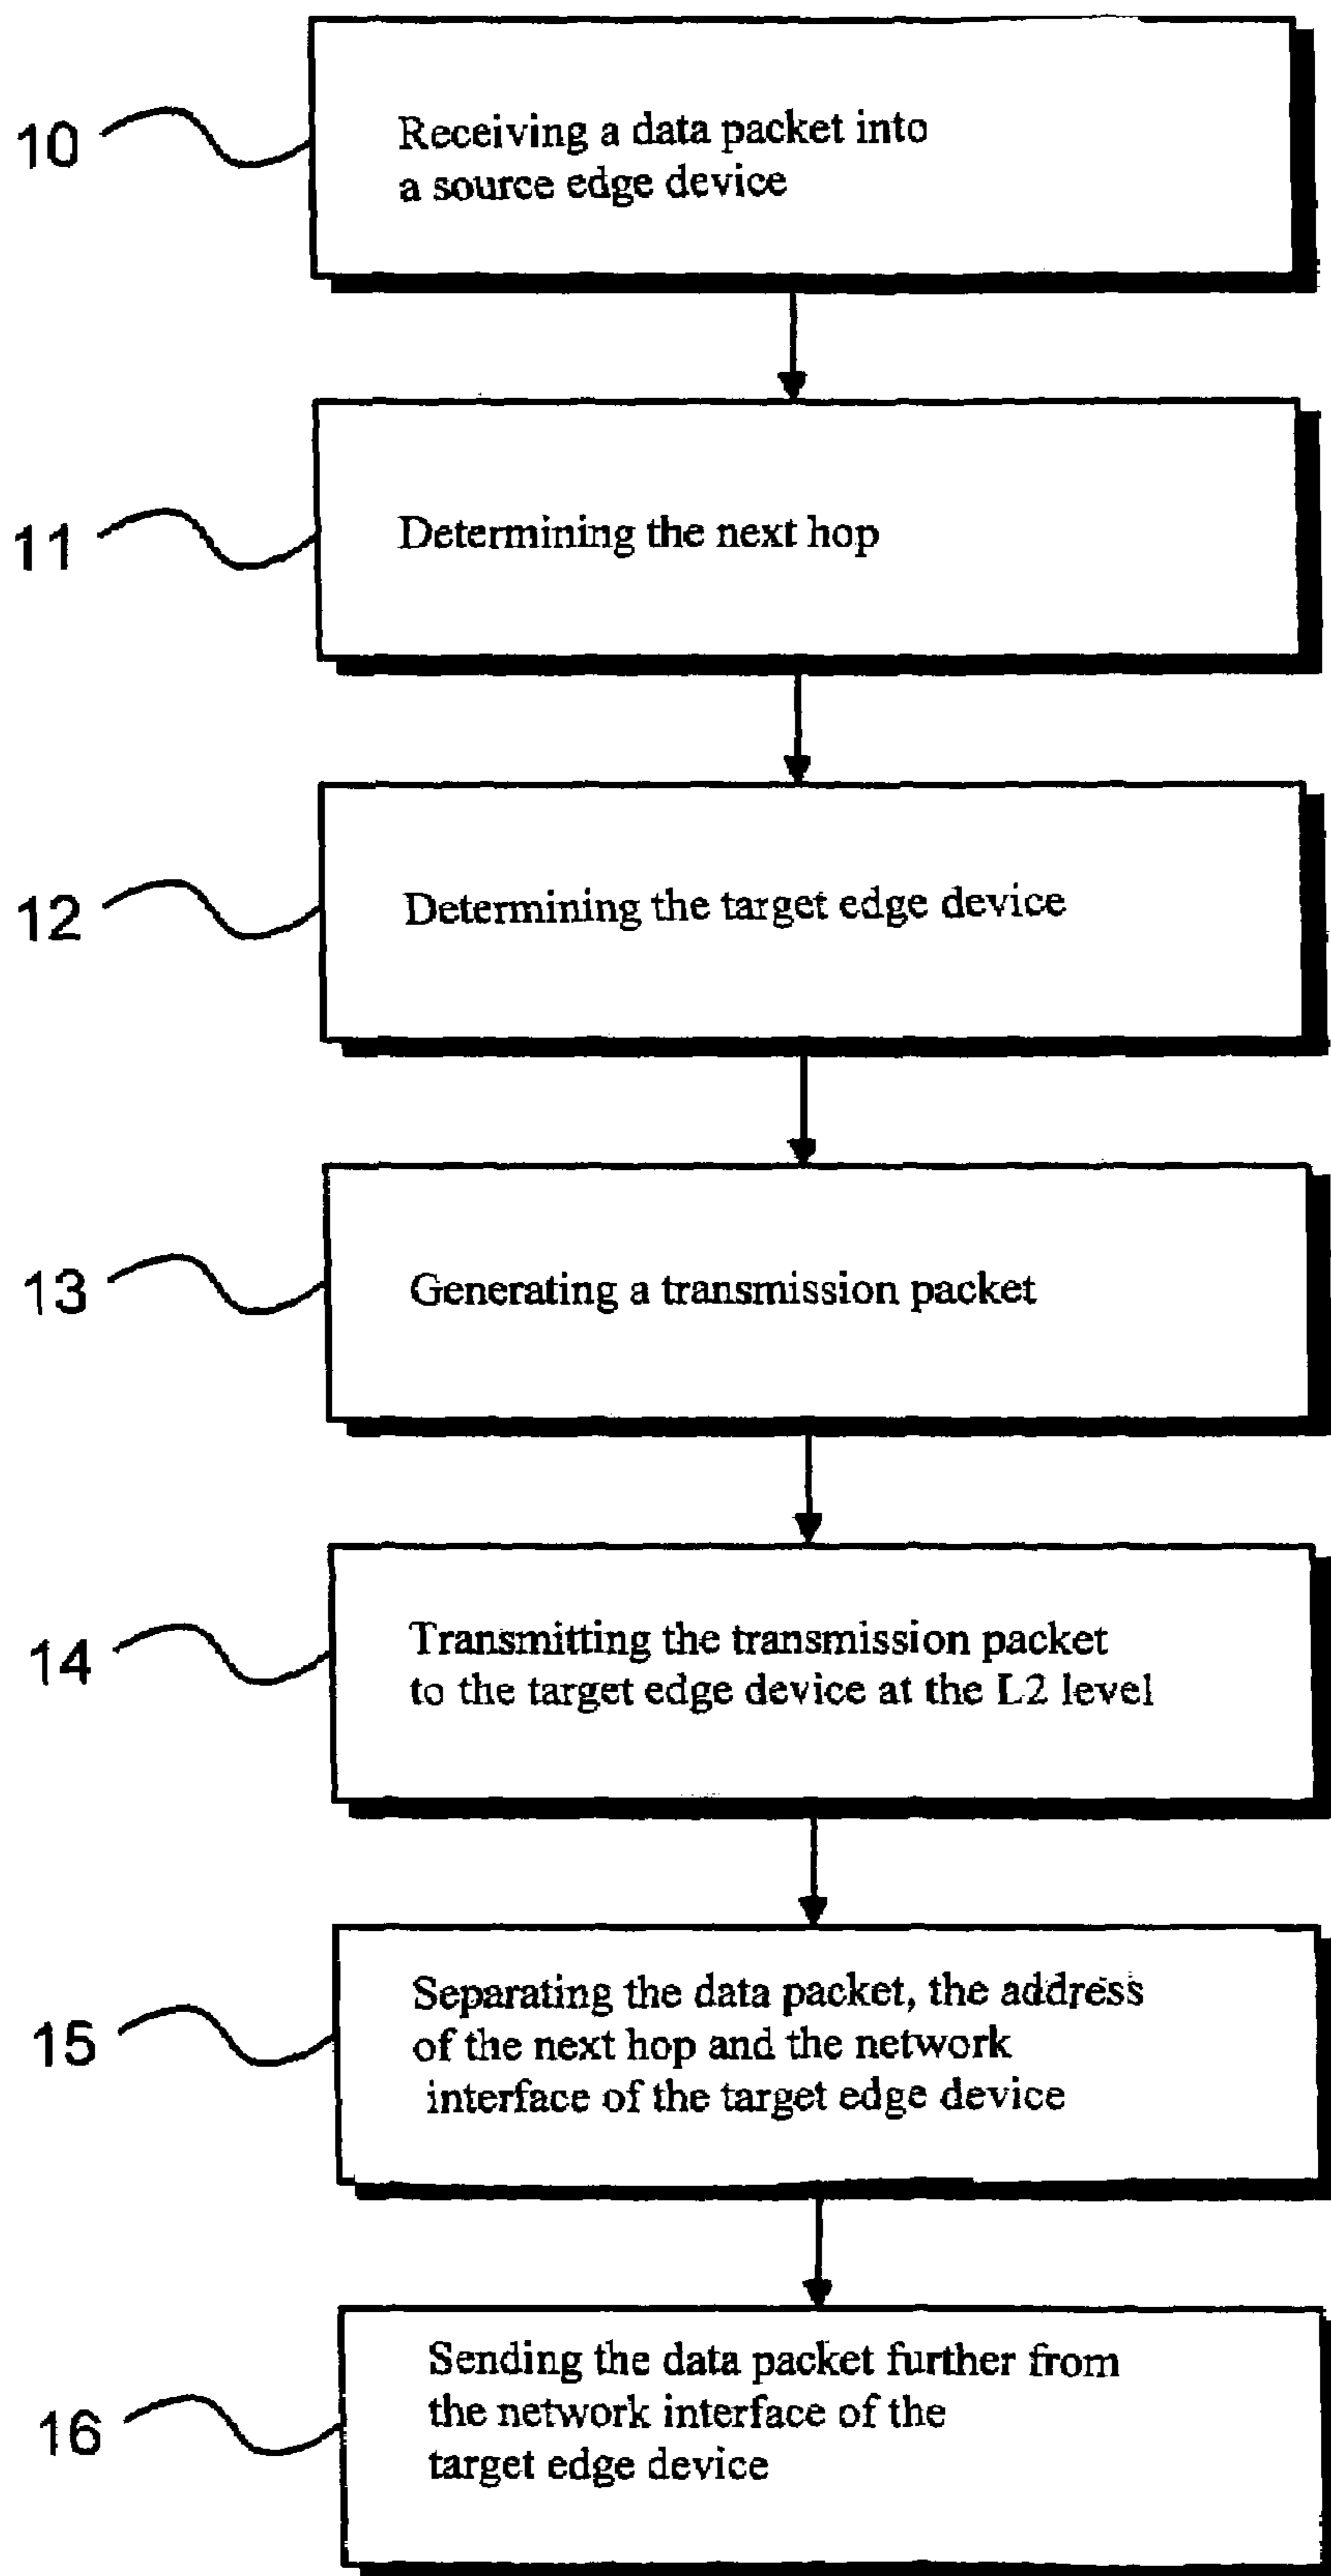 10
Receiving a data packet into
a source edge device
11
Determining the next hop
12
Determining the target edge device
13
Generating a transmission packet
14
Transmitting the transmission packet
to the target edge device at the L2 level
15
Separating the data packet, the address
of the next hop and the network
interface of the target edge device
16
Sending the data packet further from
the network interface of the
target edge device